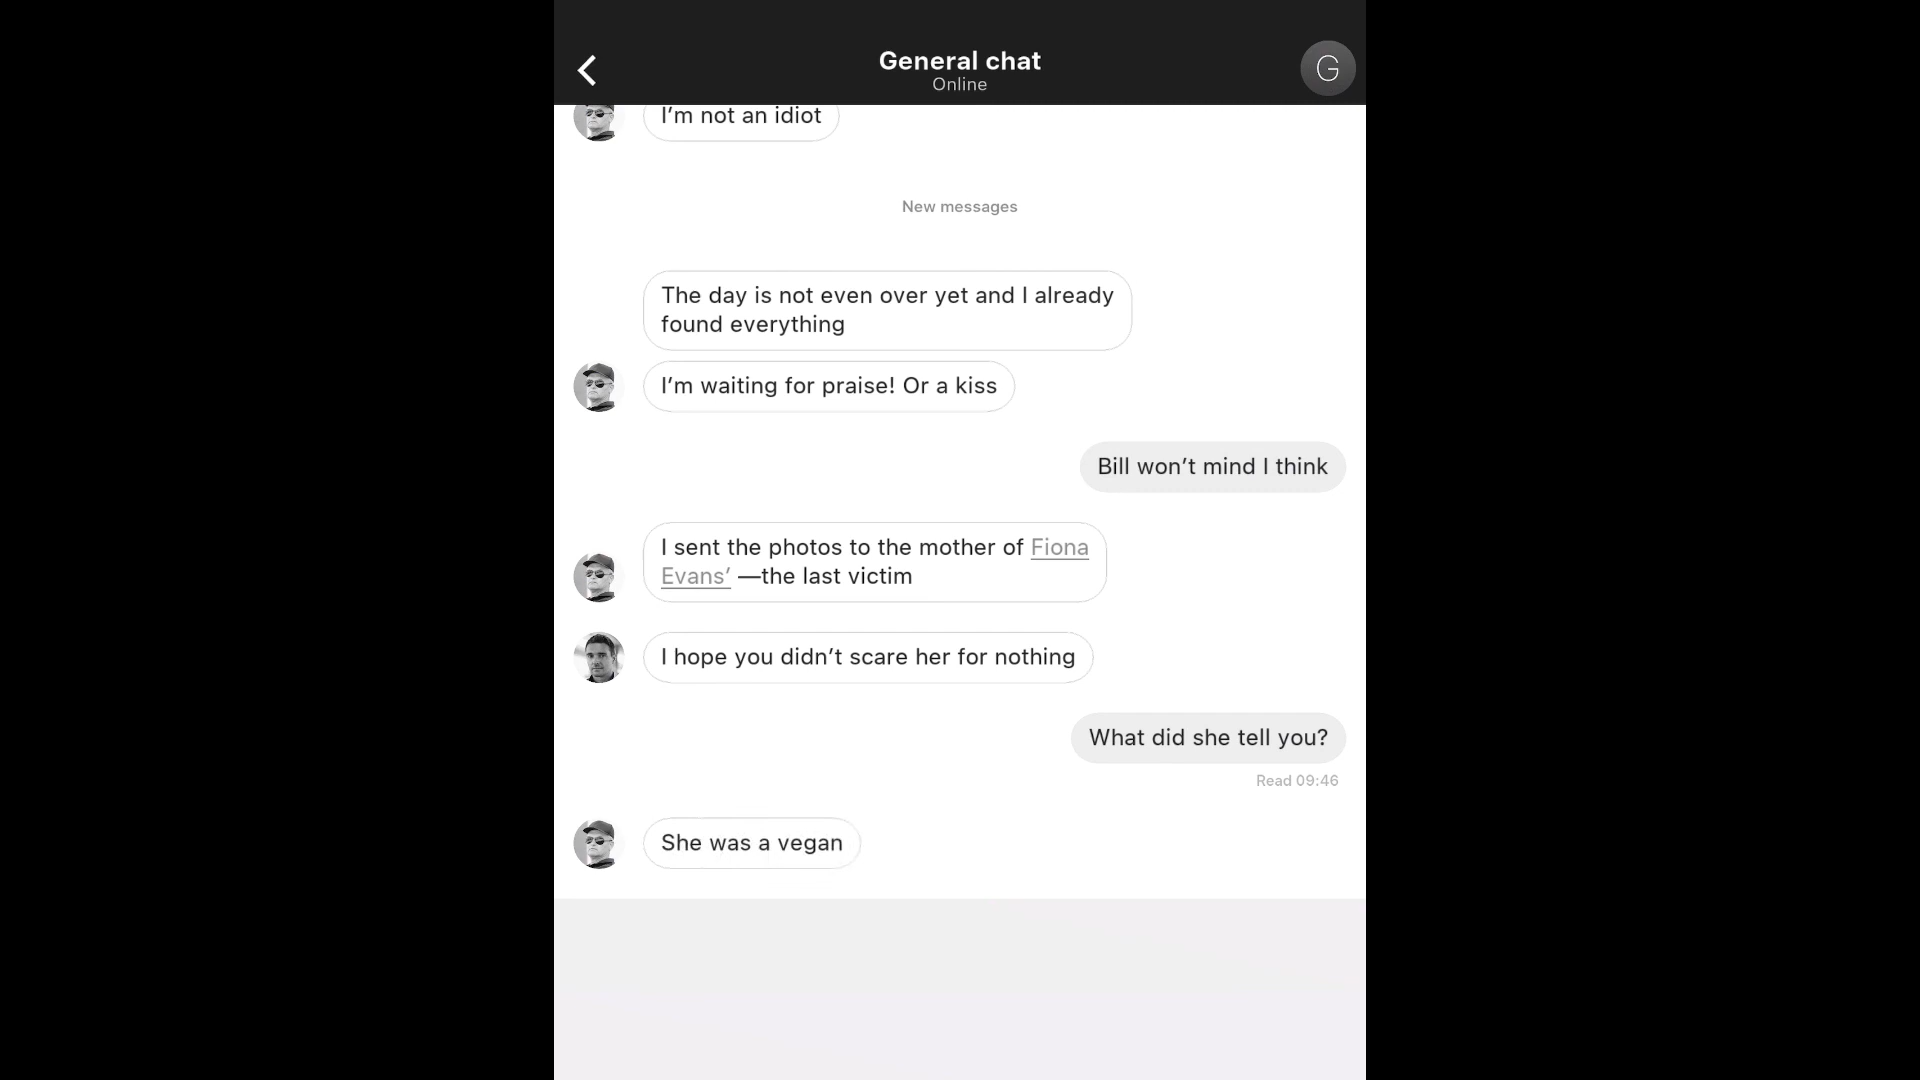 General chat
Online
G
I’m not an idiot
New messages
The day is not even over yet and I already
found everything
I’m waiting for praise! Or a kiss
Bill won’t mind I think
I sent the photos to the mother of Fiona
Evans’ —the last victim
I hope you didn’t scare her for nothing
What did she tell you?
Read 09:46
She was a vegan